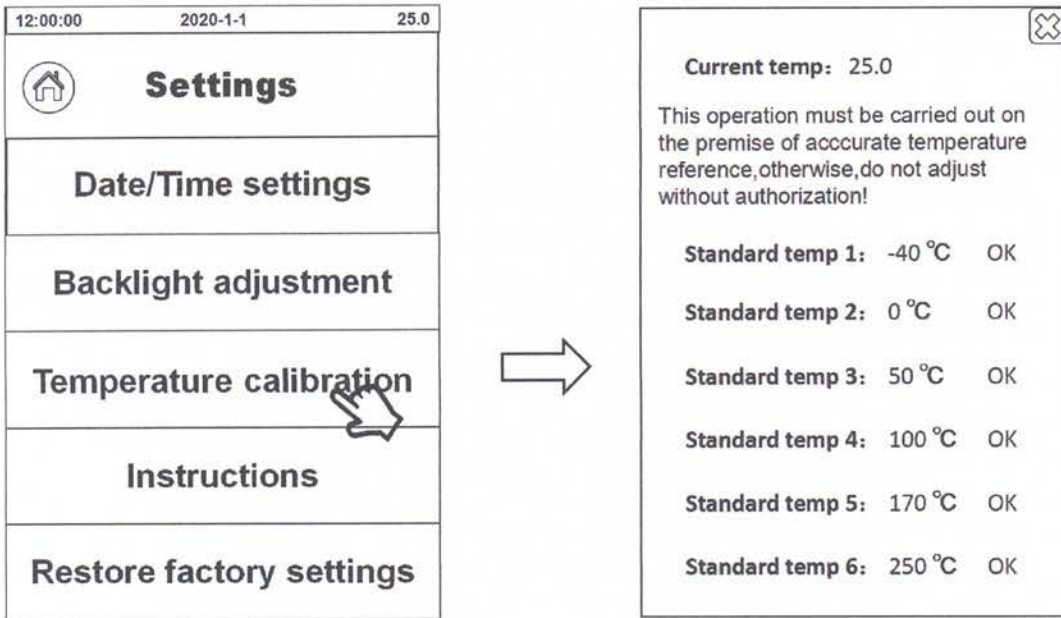 12:00:00 2020-1-1 25.0
Settings
Date/Time settings
Backlight adjustment
Temperature calibration
Instructions
Restore factory settings
Current temp: 25.0
This operation must be carried out on
the premise of acccurate temperature
reference,otherwise,do not adjust
without authorization!
Standard temp 1: -40 °C OK
Standard temp 2: 0 °C OK
Standard temp 3: 50 °C OK
Standard temp 4: 100 °C OK
Standard temp 5: 170 °C OK
Standard temp 6: 250 °C OK